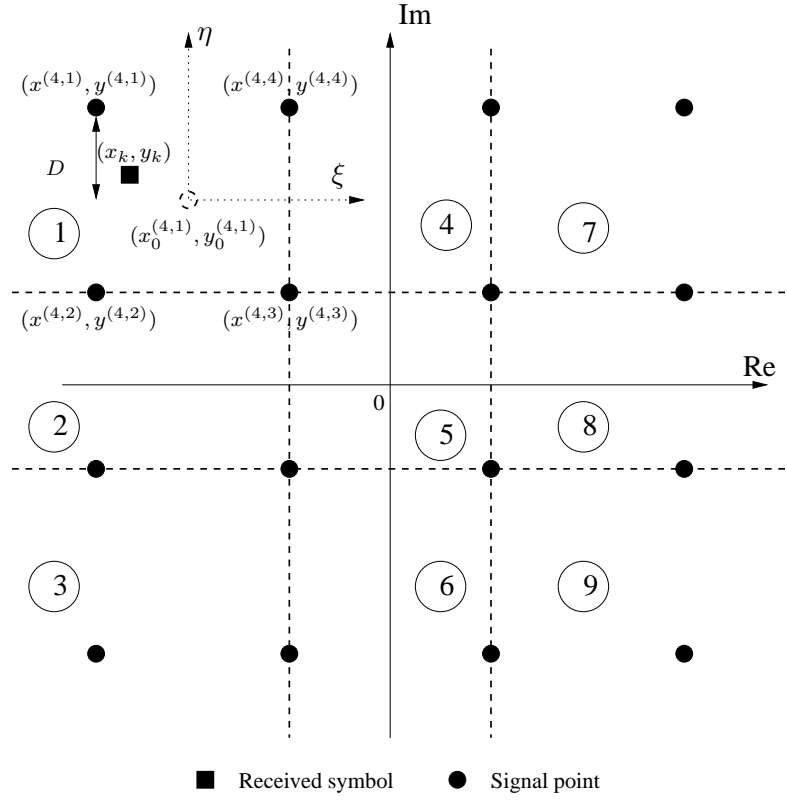 Im
η
(x^{(4,1)}, y^{(4,1)})
(x^{(4,4)}, y^{(4,4)})
(x_k, y_k)
D
ξ
(x_0^{(4,1)}, y_0^{(4,1)})
1
4
7
(x^{(4,2)}, y^{(4,2)})
(x^{(4,3)}, y^{(4,3)})
Re
0
2
5
8
3
6
9
Received symbol
Signal point